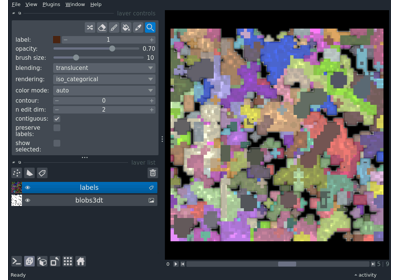 File View Plugins Window Help
layer controls
label: 1
opacity: 0.70
brush size: 10
blending: translucent
rendering: iso_categorical
color mode: auto
contour: 0
n edit dim: 2
contiguous:
preserve
labels:
show
selected:
layer list
labels
blobs3dt
Ready
activity